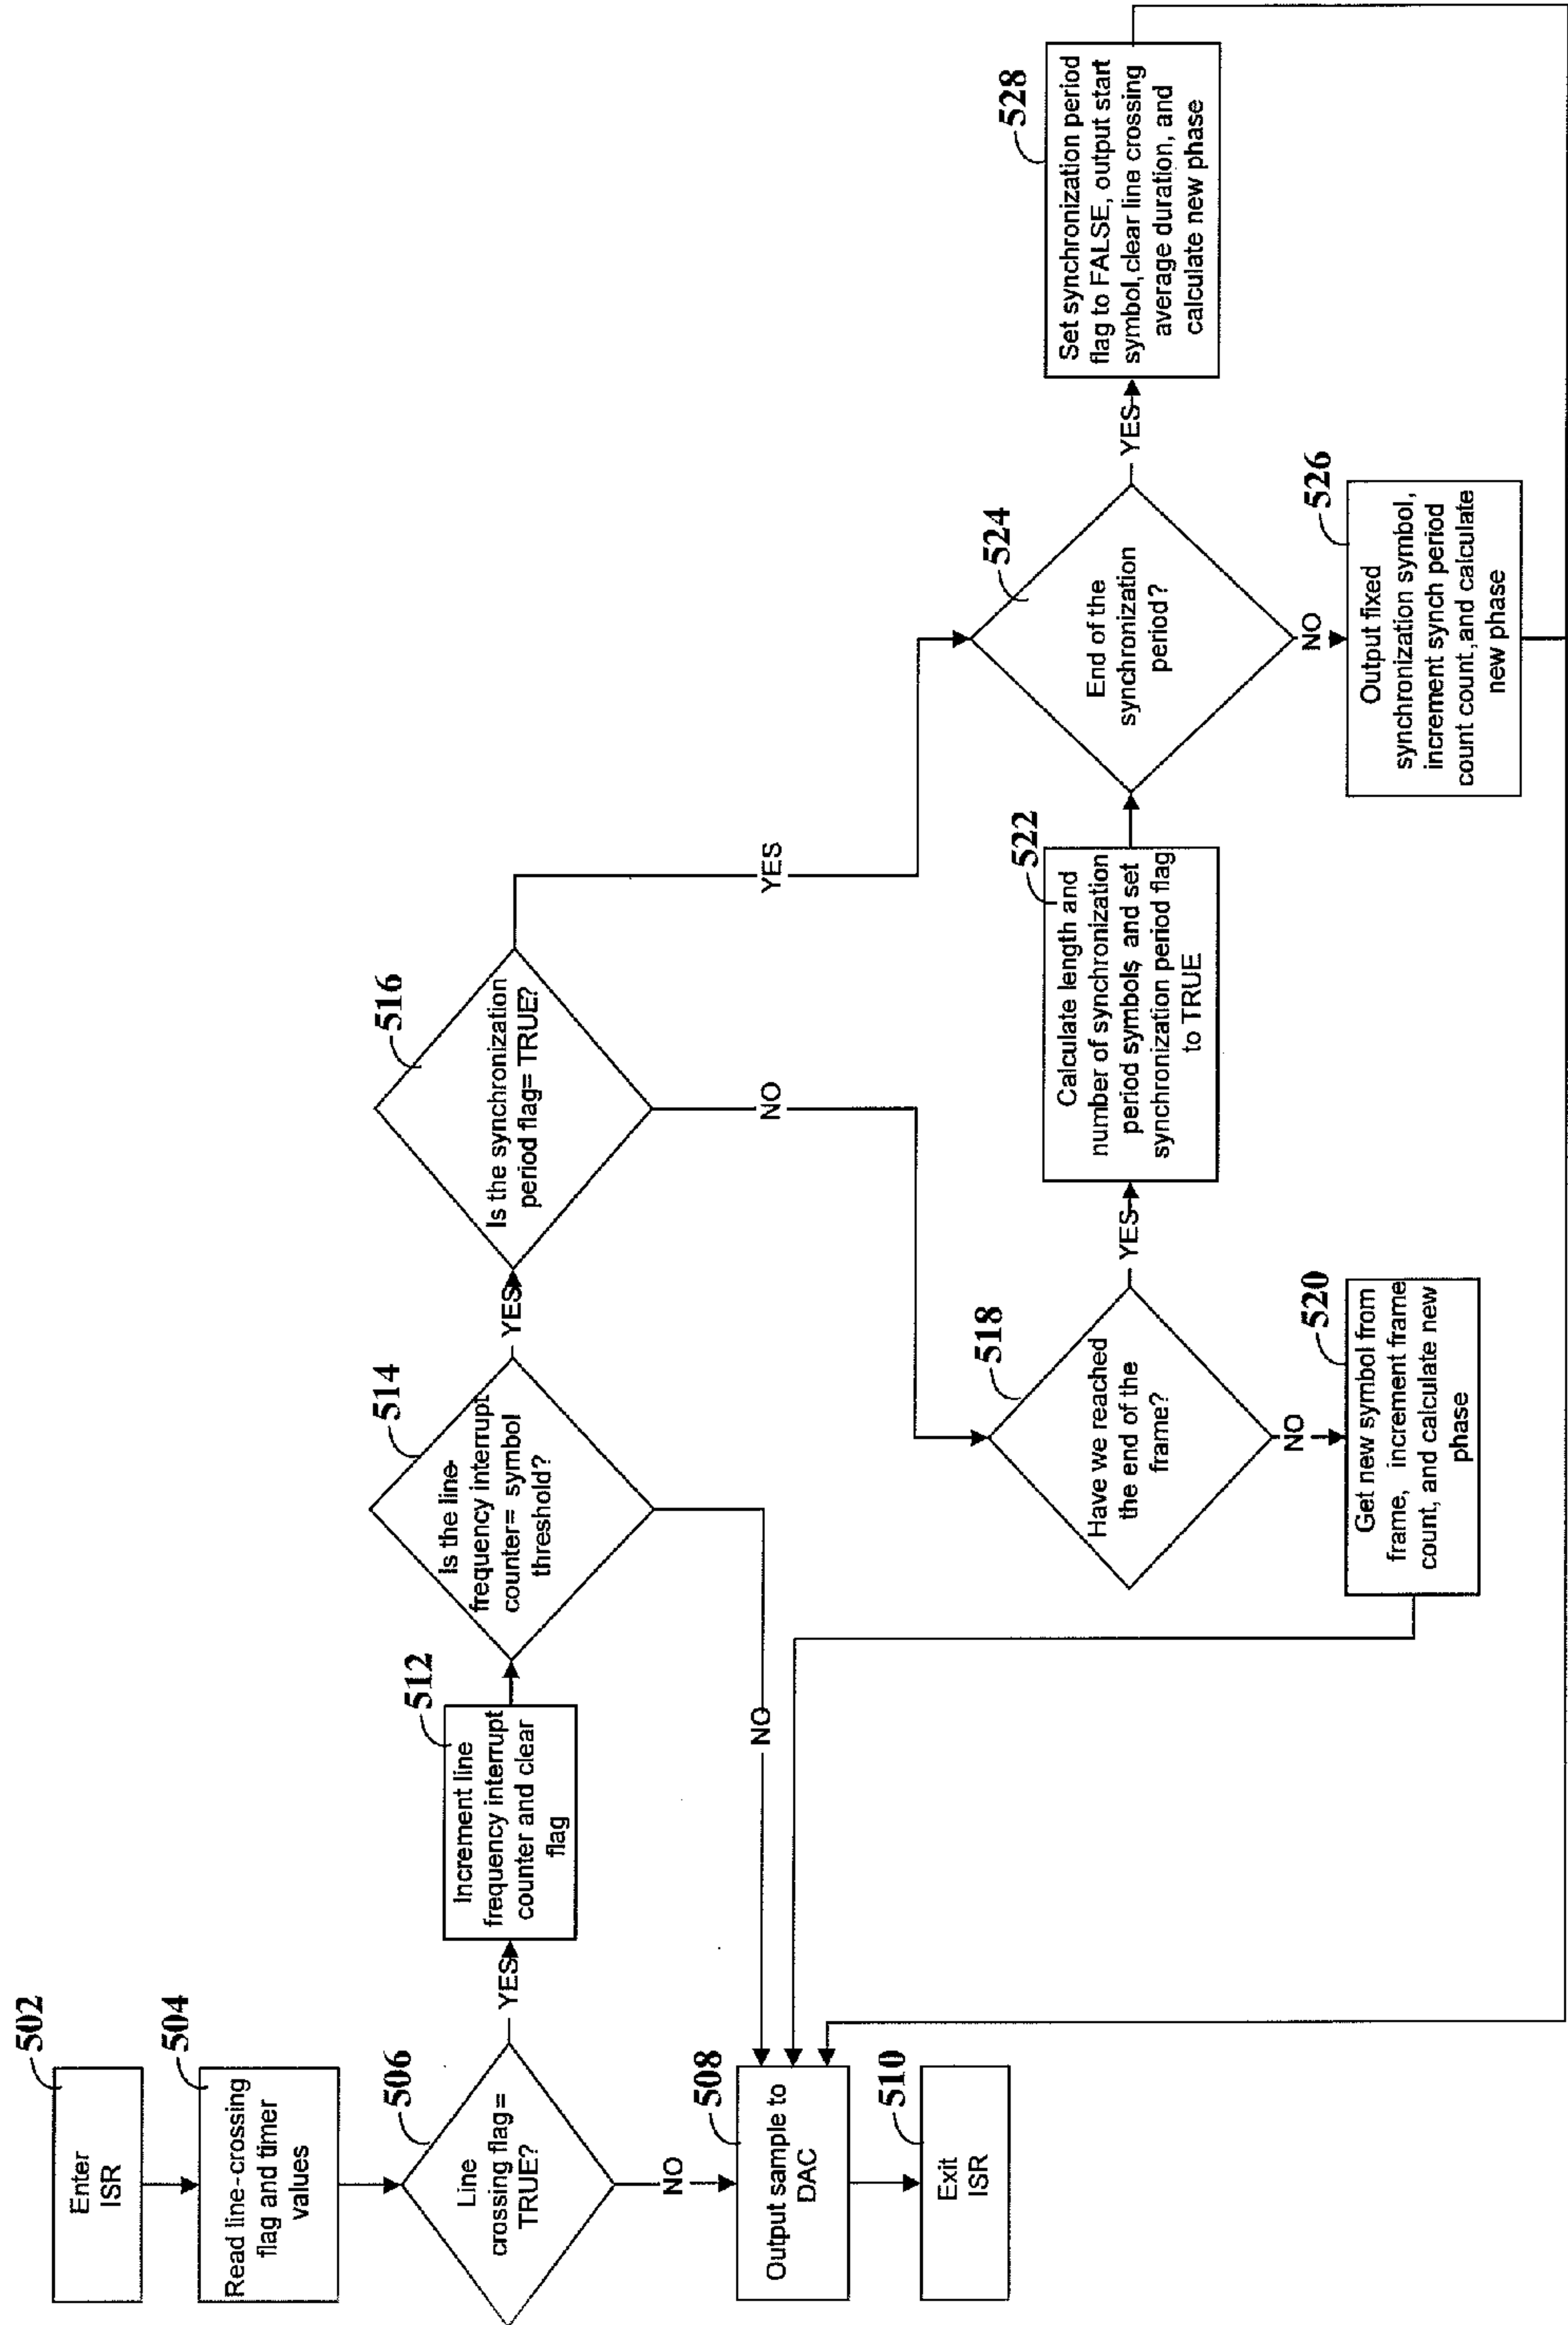 502
Enter
ISR
504
Read line-crossing
flag and timer
values
506
Line
crossing flag=
TRUE?
YES
NO
508
Output sample to
DAC
510
Exit
ISR
512
Increment line
frequency interrupt
counter and clear
flag
514
Is the line-
frequency interrupt
counter= symbol
threshold?
YES
NO
516
Is the synchronization
period flag= TRUE?
YES
NO
518
Have we reached
the end of the
frame?
YES
NO
520
Get new symbol from
frame, increment frame
count, and calculate new
phase
522
Calculate length and
number of synchronization
period symbols, and set
synchronization period flag
to TRUE
524
End of the
synchronization
period?
YES
NO
526
Output fixed
synchronization symbol,
increment synch period
count count,and calculate
new phase
528
Set synchronization period
flag to FALSE, output start
symbol,clear line crossing
average duration, and
calculate new phase